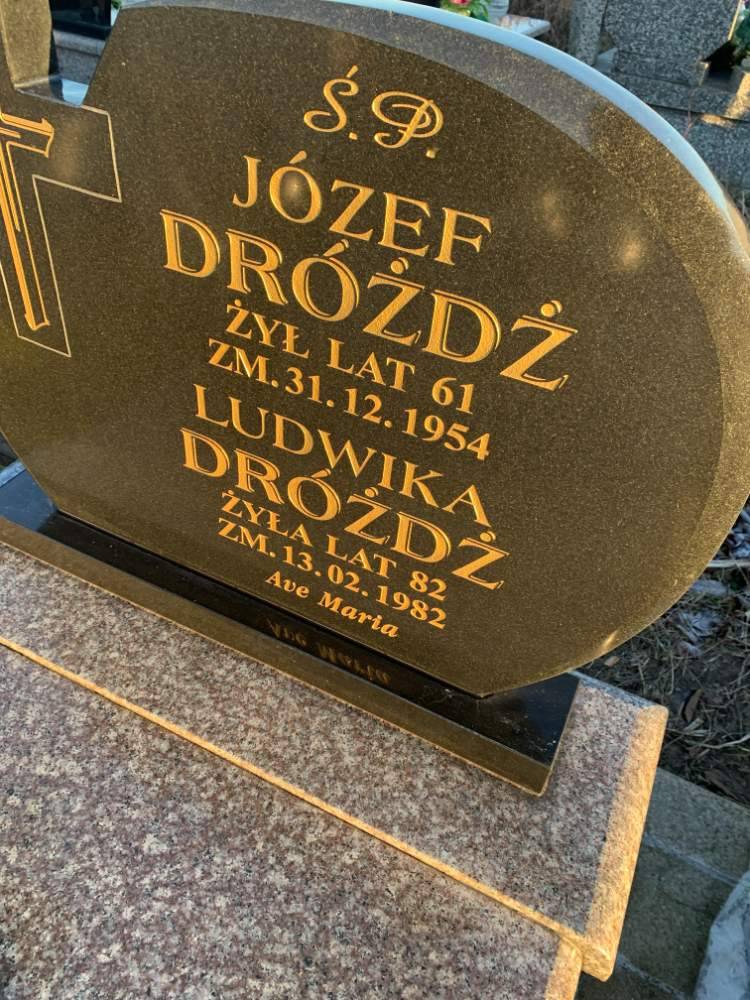 Ś.P.
JÓZEF
DRÓŻDŻ
ŻYŁ LAT 61
ZM. 31.12.1954
LUDWIKA
DRÓŻDŻ
ŻYŁA LAT 82
ZM. 13.02.1982
Ave Maria